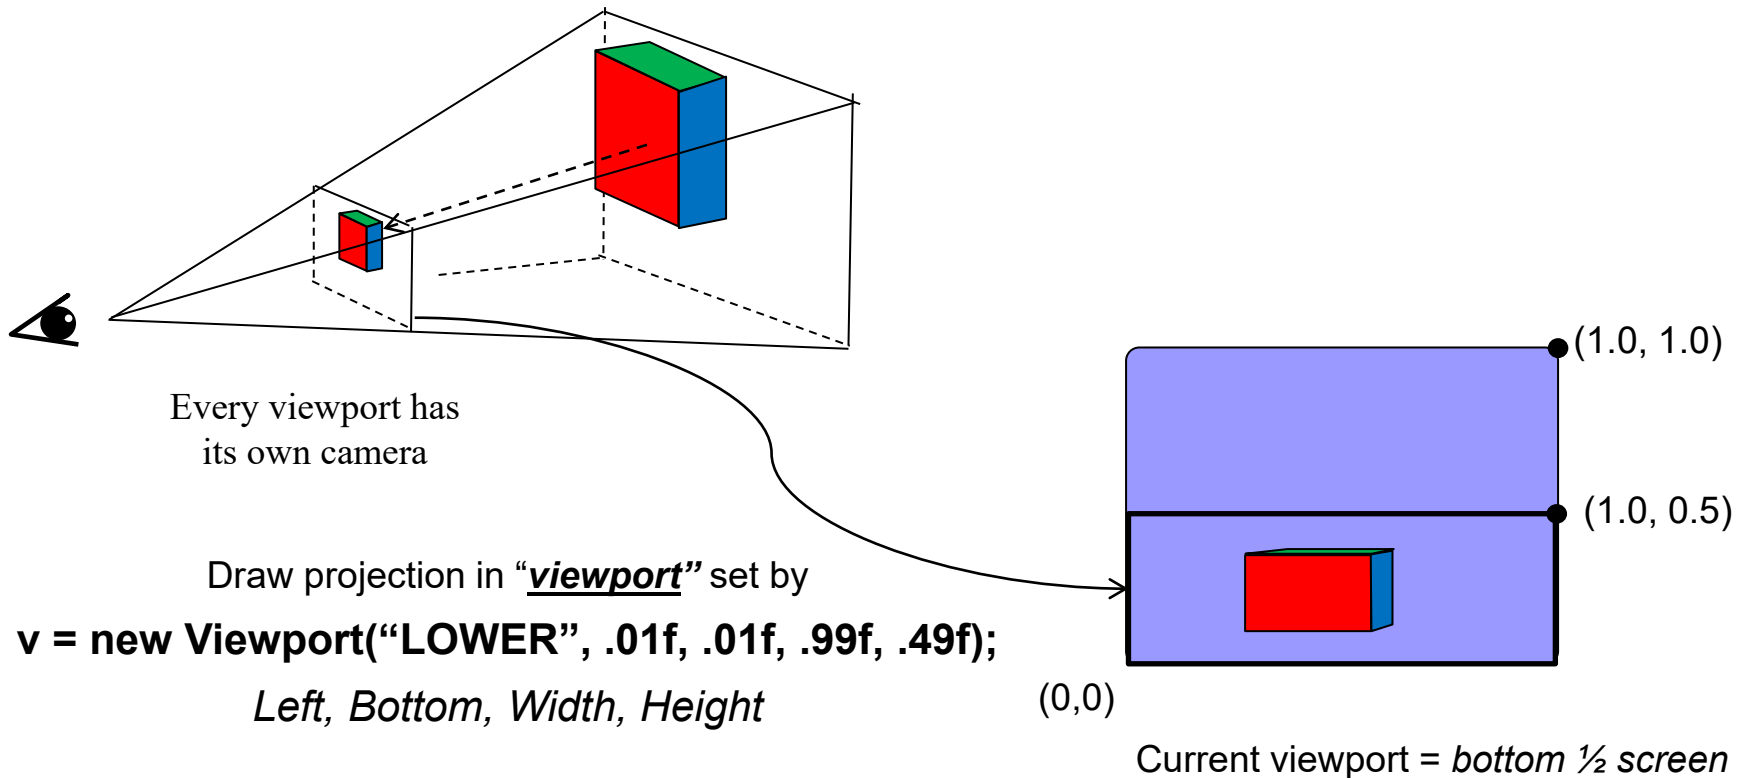 Every viewport has
its own camera
Draw projection in “viewport” set by
v = new Viewport(“LOWER”, .01f, .01f, .99f, .49f);
Left, Bottom, Width, Height
(1.0, 1.0)
(1.0, 0.5)
(0,0)
Current viewport = bottom ½ screen